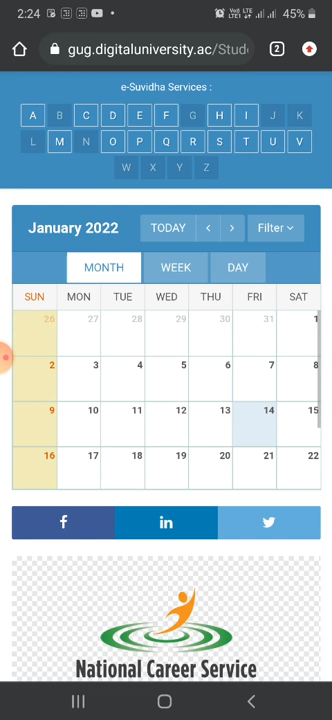 2:24 45%
gug.digitaluniversity.ac/Stud 2
e-Suvidha Services :
A B C D E F G H I J K
L M N O P Q R S T U V
W X Y Z
January 2022 TODAY < > Filter
MONTH WEEK DAY
SUN MON TUE WED THU FRI SAT
26 27 28 29 30 31 1
2 3 4 5 6 7 8
9 10 11 12 13 14 15
16 17 18 19 20 21 22
f in
National Career Service